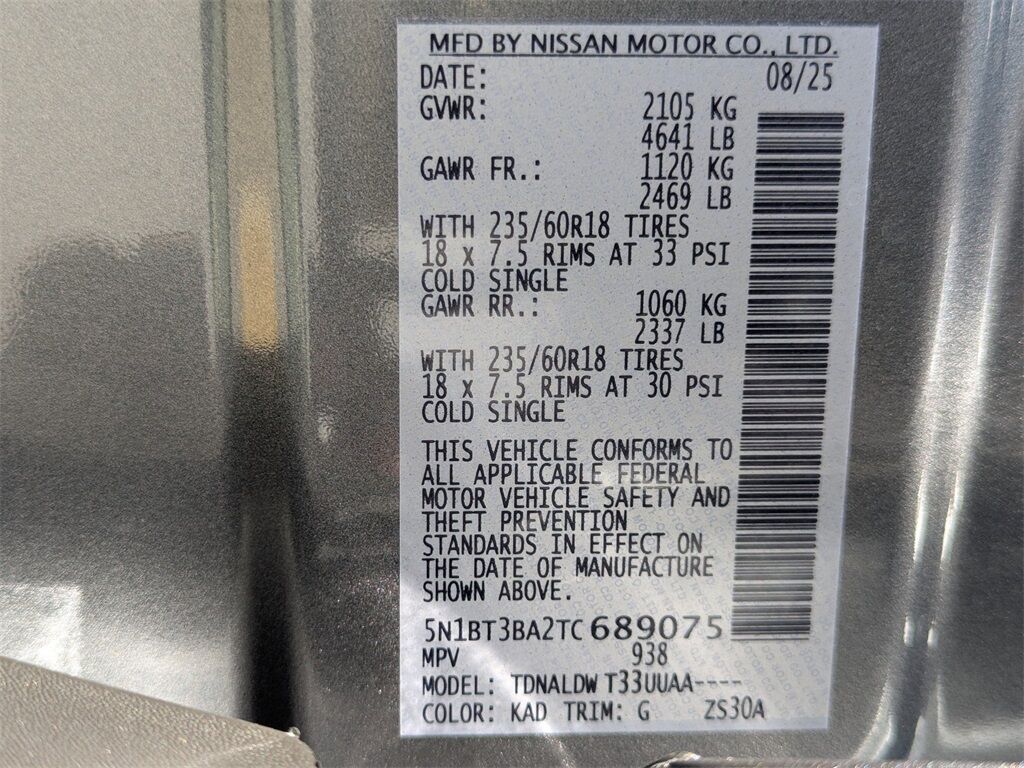 MFD BY NISSAN MOTOR CO., LTD.
DATE: 08/25
GVWR: 2105 KG
4641 LB
GAWR FR.: 1120 KG
2469 LB
WITH 235/60R18 TIRES
18 x 7.5 RIMS AT 33 PSI
COLD SINGLE
GAWR RR.: 1060 KG
2337 LB
WITH 235/60R18 TIRES
18 x 7.5 RIMS AT 30 PSI
COLD SINGLE
THIS VEHICLE CONFORMS TO
ALL APPLICABLE FEDERAL
MOTOR VEHICLE SAFETY AND
THEFT PREVENTION
STANDARDS IN EFFECT ON
THE DATE OF MANUFACTURE
SHOWN ABOVE.
5N1BT3BA2TC689075
MPV 938
MODEL: TDNALDW T33UUAA----
COLOR: KAD TRIM: G ZS30A